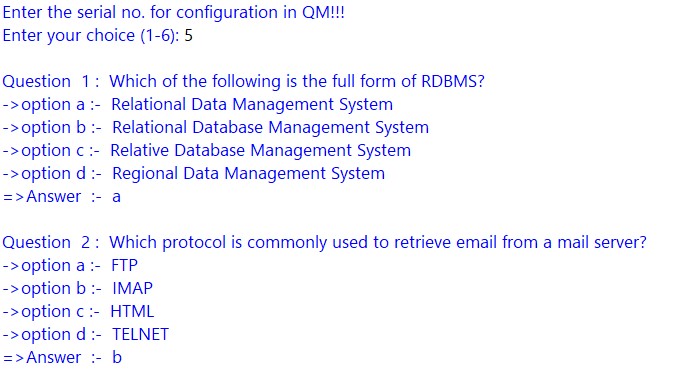 Enter the serial no. for configuration in QM!!!
Enter your choice (1-6): 5
Question  1 :  Which of the following is the full form of RDBMS?
->option a :-  Relational Data Management System
->option b :-  Relational Database Management System
->option c :-  Relative Database Management System
->option d :-  Regional Data Management System
=>Answer  :-  a
Question  2 :  Which protocol is commonly used to retrieve email from a mail server?
->option a :-  FTP
->option b :-  IMAP
->option c :-  HTML
->option d :-  TELNET
=>Answer  :-  b